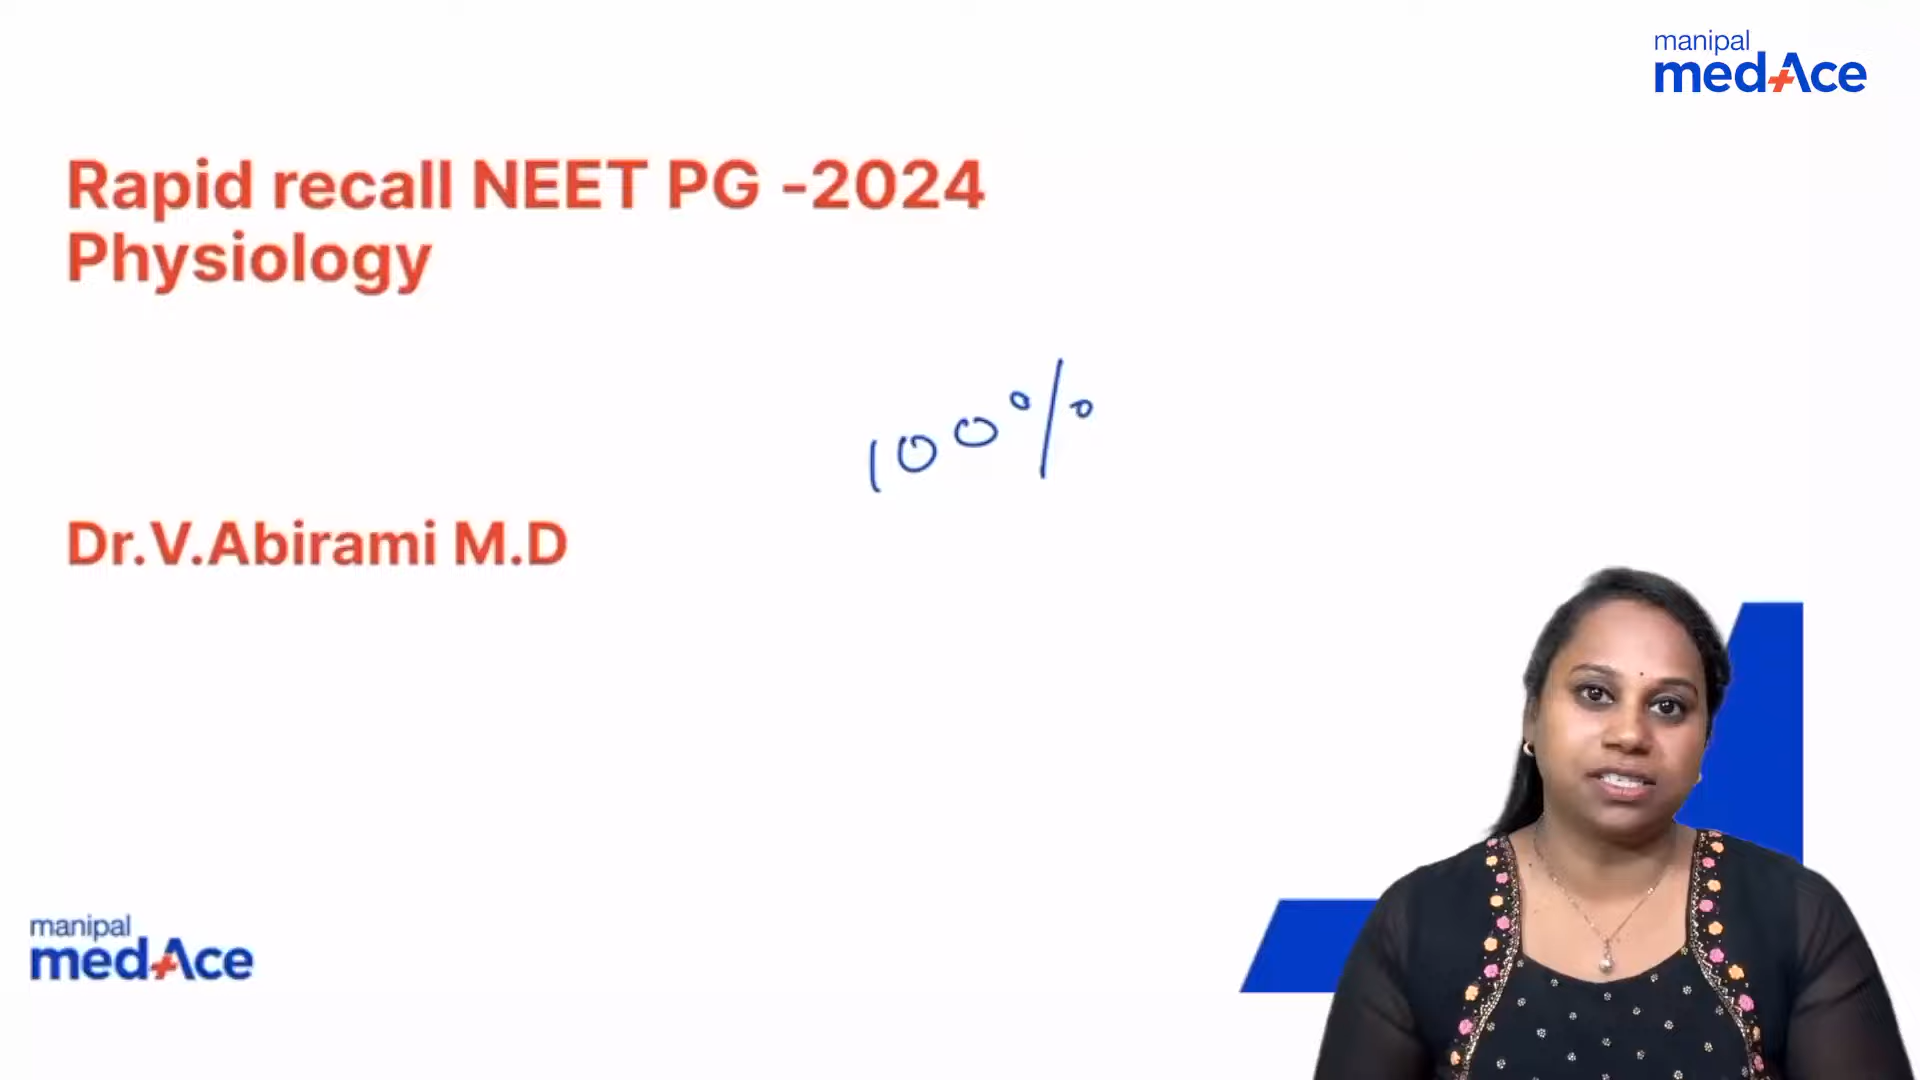 manipal
medAce
Rapid recall NEET PG -2024
Physiology
100%
Dr.V.Abirami M.D
manipal
medAce